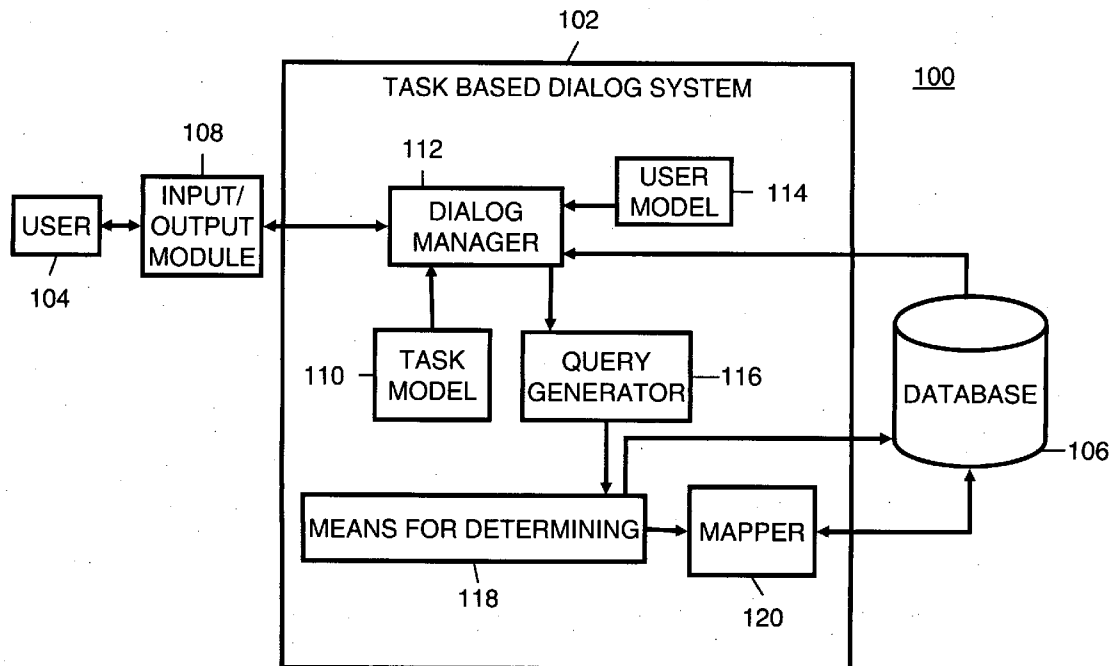 102
TASK BASED DIALOG SYSTEM
100
108
112
INPUT/
OUTPUT
MODULE
USER
104
DIALOG
MANAGER
USER
MODEL
114
110
TASK
MODEL
QUERY
GENERATOR
116
DATABASE
106
MEANS FOR DETERMINING
118
MAPPER
120